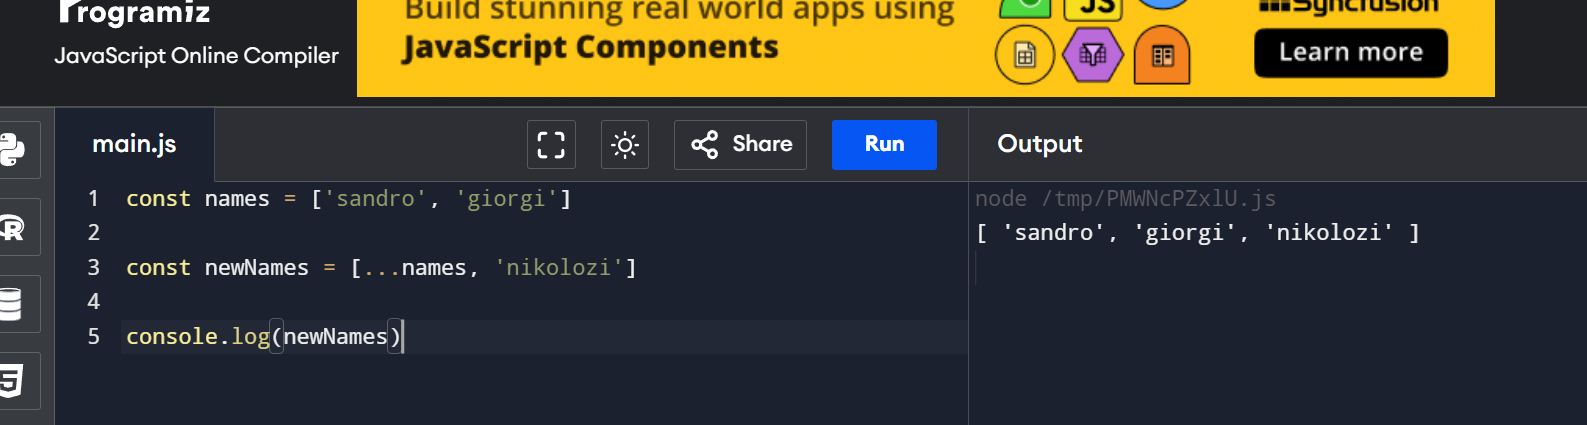 Programiz
JavaScript Online Compiler
Build stunning real world apps using
JavaScript Components
JS
Syncfusion
Learn more
main.js
Share
Run
Output
1 const names = ['sandro', 'giorgi']
2
3 const newNames = [...names, 'nikolozi']
4
5 console.log(newNames)
node /tmp/PMWNcPZxlU.js
[ 'sandro', 'giorgi', 'nikolozi' ]
R
5